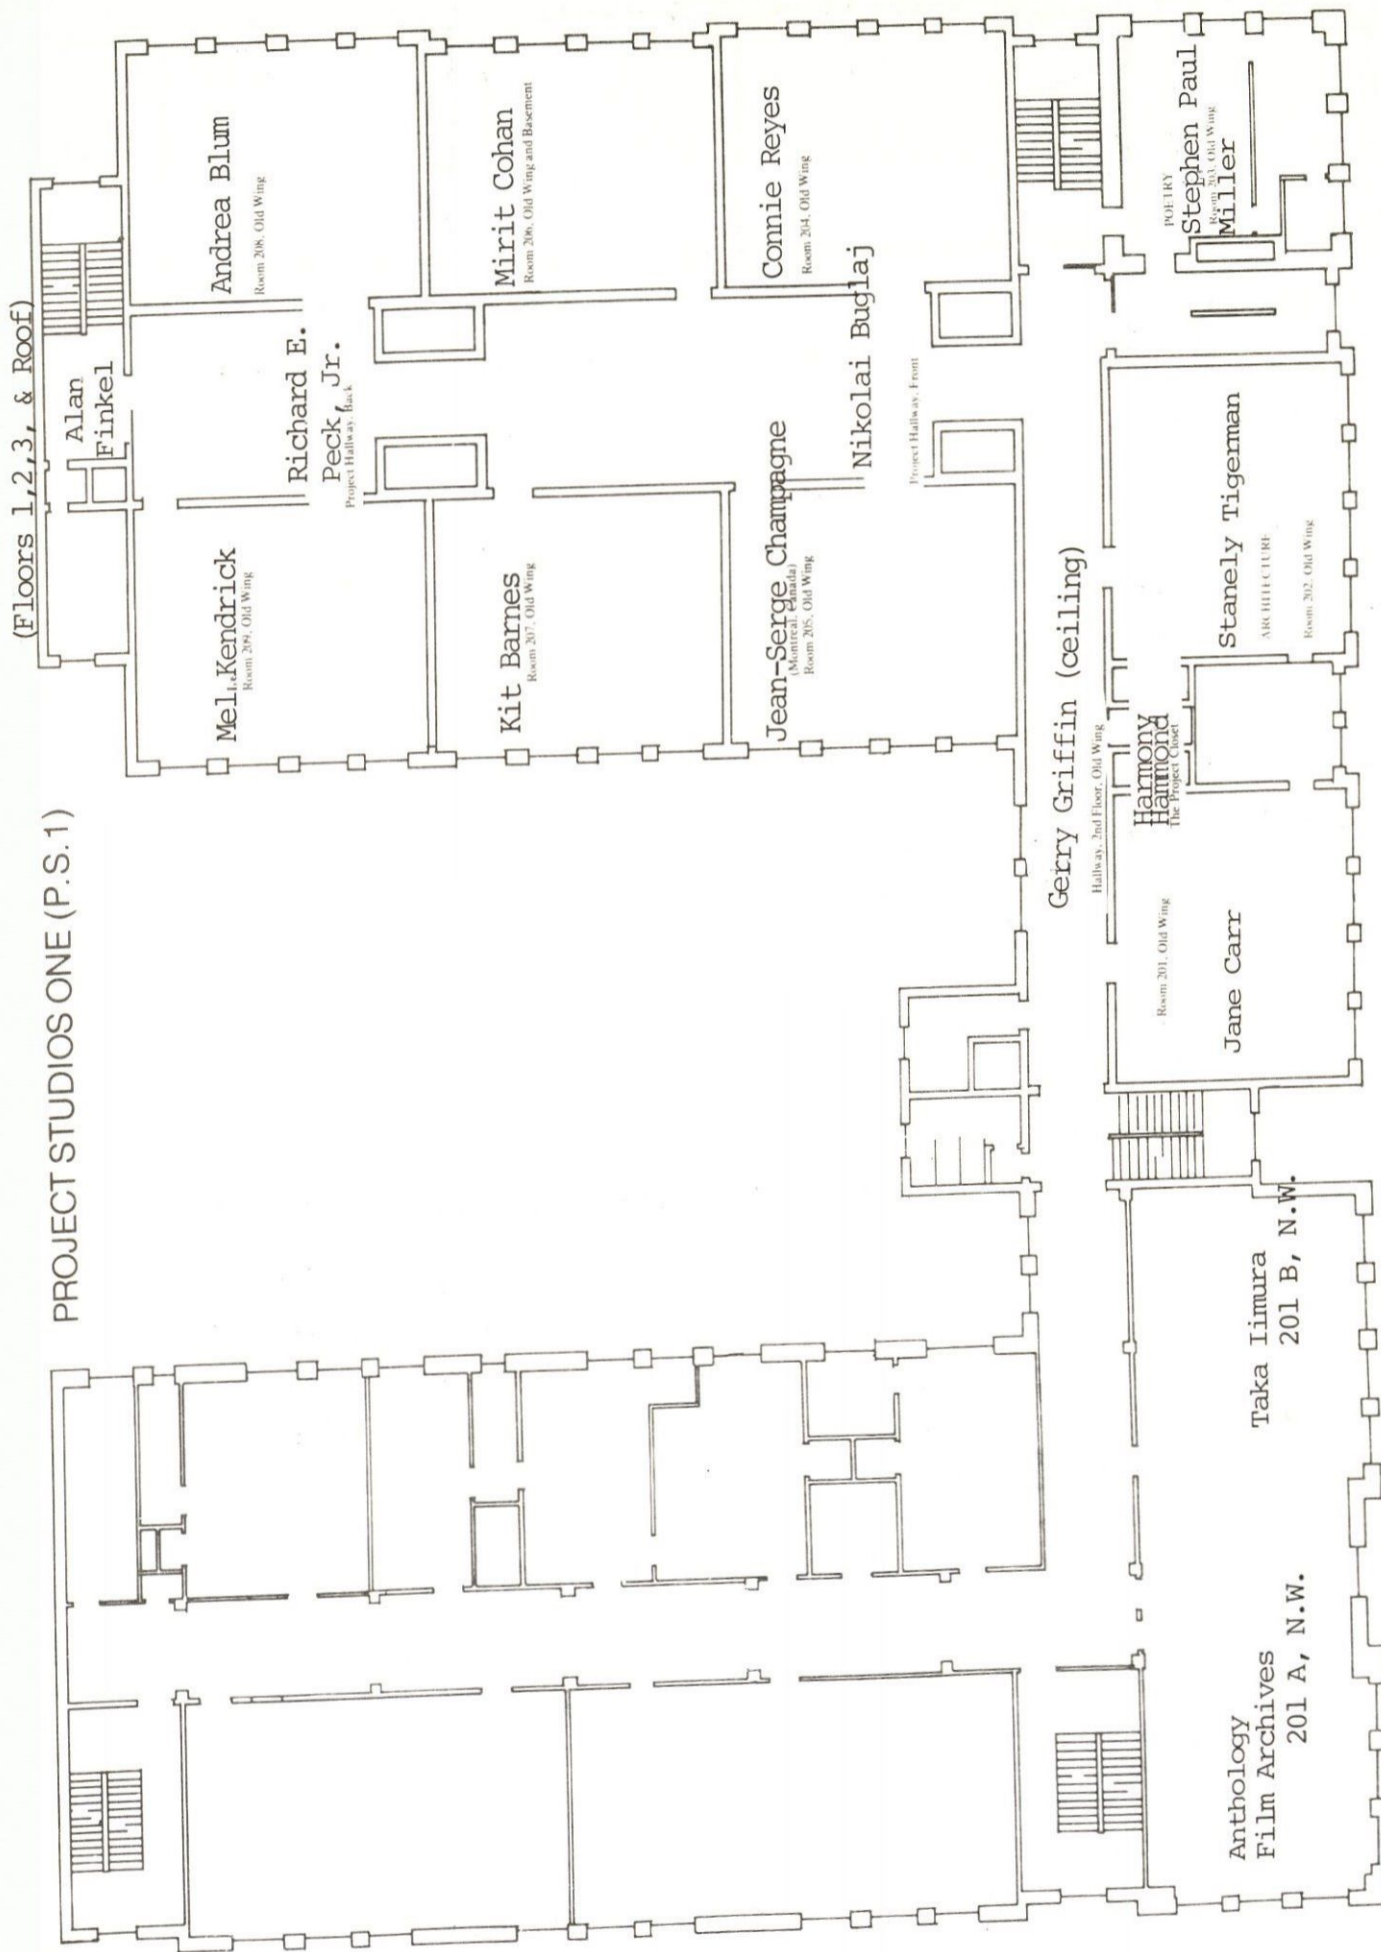 PROJECT STUDIOS ONE (P.S.1)
(Floors 1,2,3, & Roof)
Alan
Finkel
Andrea Blum
Room 208, Old Wing
Richard E.
Peck, Jr.
Project Hallway, Back
Mel Kendrick
Room 209, Old Wing
Mirit Cohan
Room 206, Old Wing and Basement
Kit Barnes
Room 207, Old Wing
Connie Reyes
Room 204, Old Wing
Jean-Serge Champagne
(Montreal, Canada)
Room 205, Old Wing
Nikolai Buglaj
Project Hallway, Front
Gerry Griffin (ceiling)
Hallway, 2nd Floor, Old Wing
POETRY
Stephen Paul
Room 203, Old Wing
Miller
Stanely Tigerman
ARCHITECTURE
Room 202, Old Wing
Harmony
Hammond
The Project Closet
Room 201, Old Wing
Jane Carr
Taka Iimura
201 B, N.W.
Anthology
Film Archives
201 A, N.W.